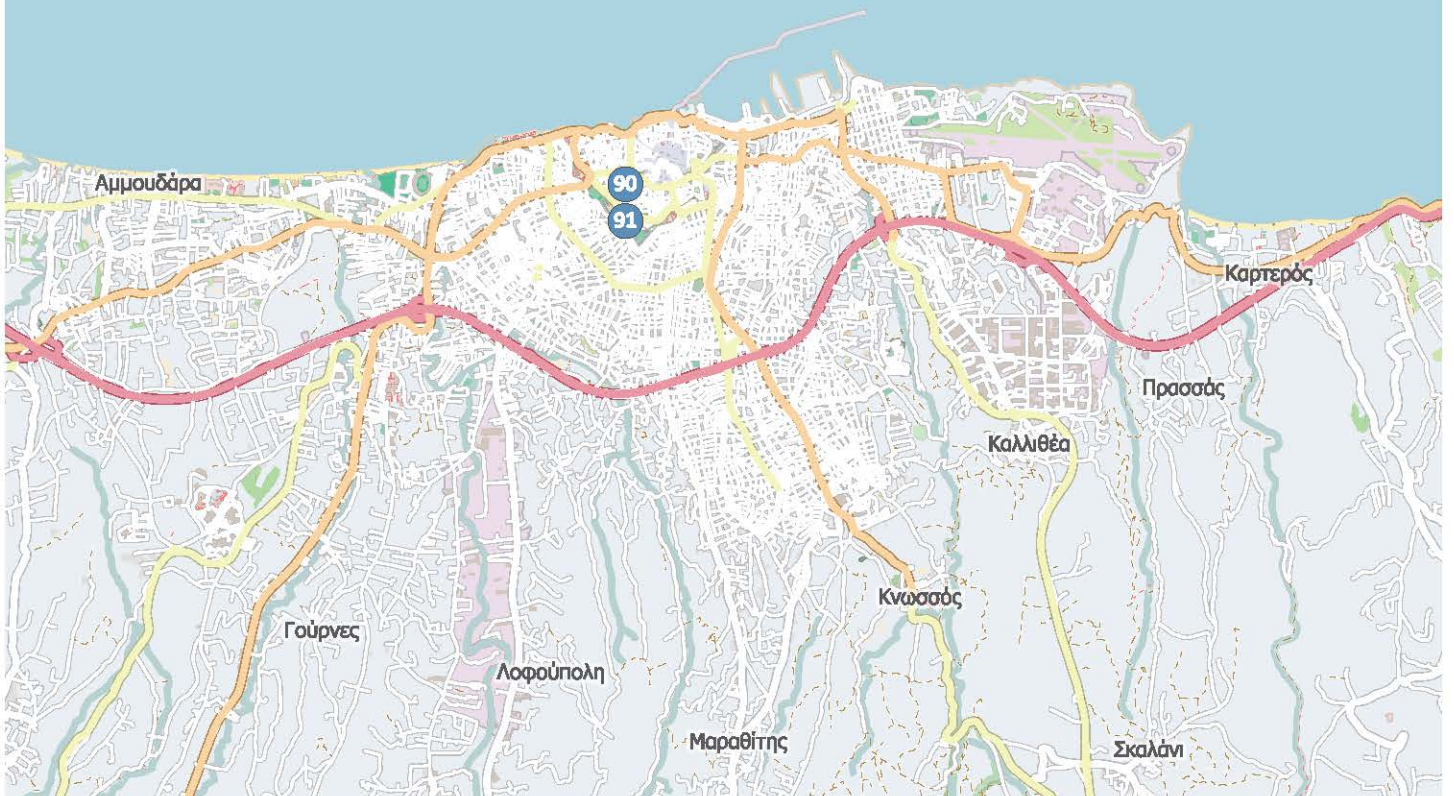 Αμμουδάρα
90
91
Καρτερός
Πρασσάς
Καλλιθέα
Κνωσσός
Γούρνες
Λοφούπολη
Μαραθίτης
Σκαλάνι